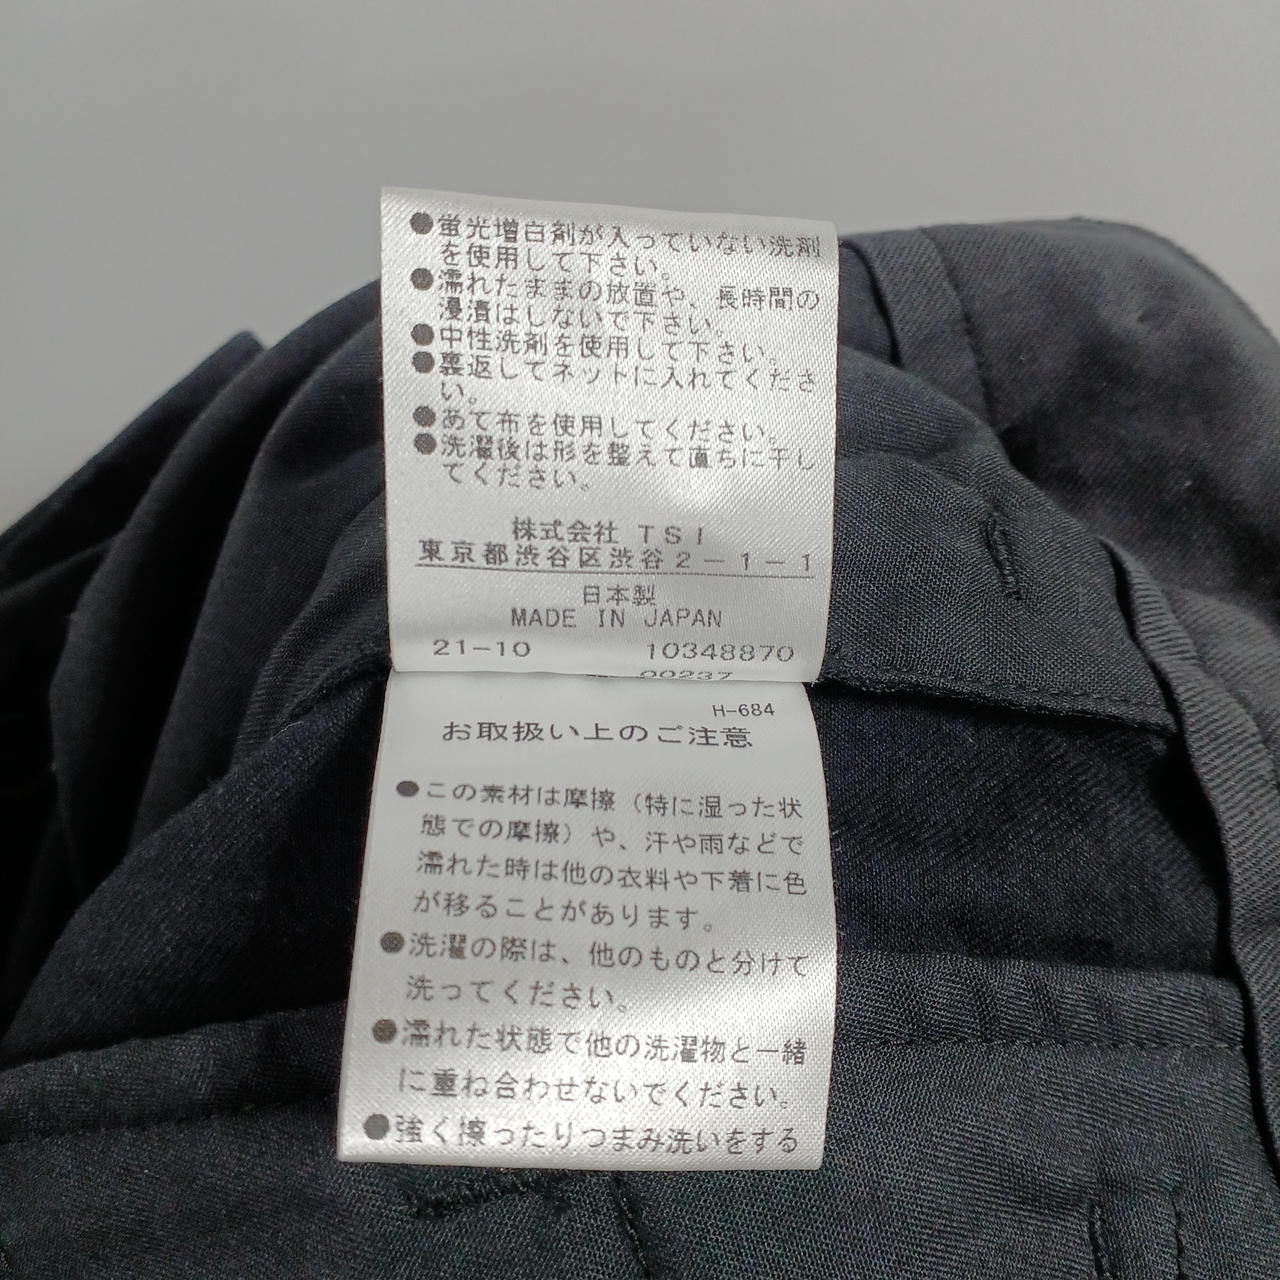 ●蛍光増白剤が入っていない洗剤
を使用して下さい。
●濡れたままの放置や、長時間の
浸漬はしないで下さい。
●中性洗剤を使用して下さい。
●裏返してネットに入れてくださ
い。
●あて布を使用してください。
●洗濯後は形を整えて直ちに干し
てください。
株式会社 TSI
東京都渋谷区渋谷2-1-1
日本製
MADE IN JAPAN
21-10 10348870
00237
H-684
お取扱い上のご注意
●この素材は摩擦（特に湿った状
態での摩擦）や、汗や雨などで
濡れた時は他の衣料や下着に色
が移ることがあります。
●洗濯の際は、他のものと分けて
洗ってください。
●濡れた状態で他の洗濯物と一緒
に重ね合わせないでください。
●強く擦ったりつまみ洗いをする